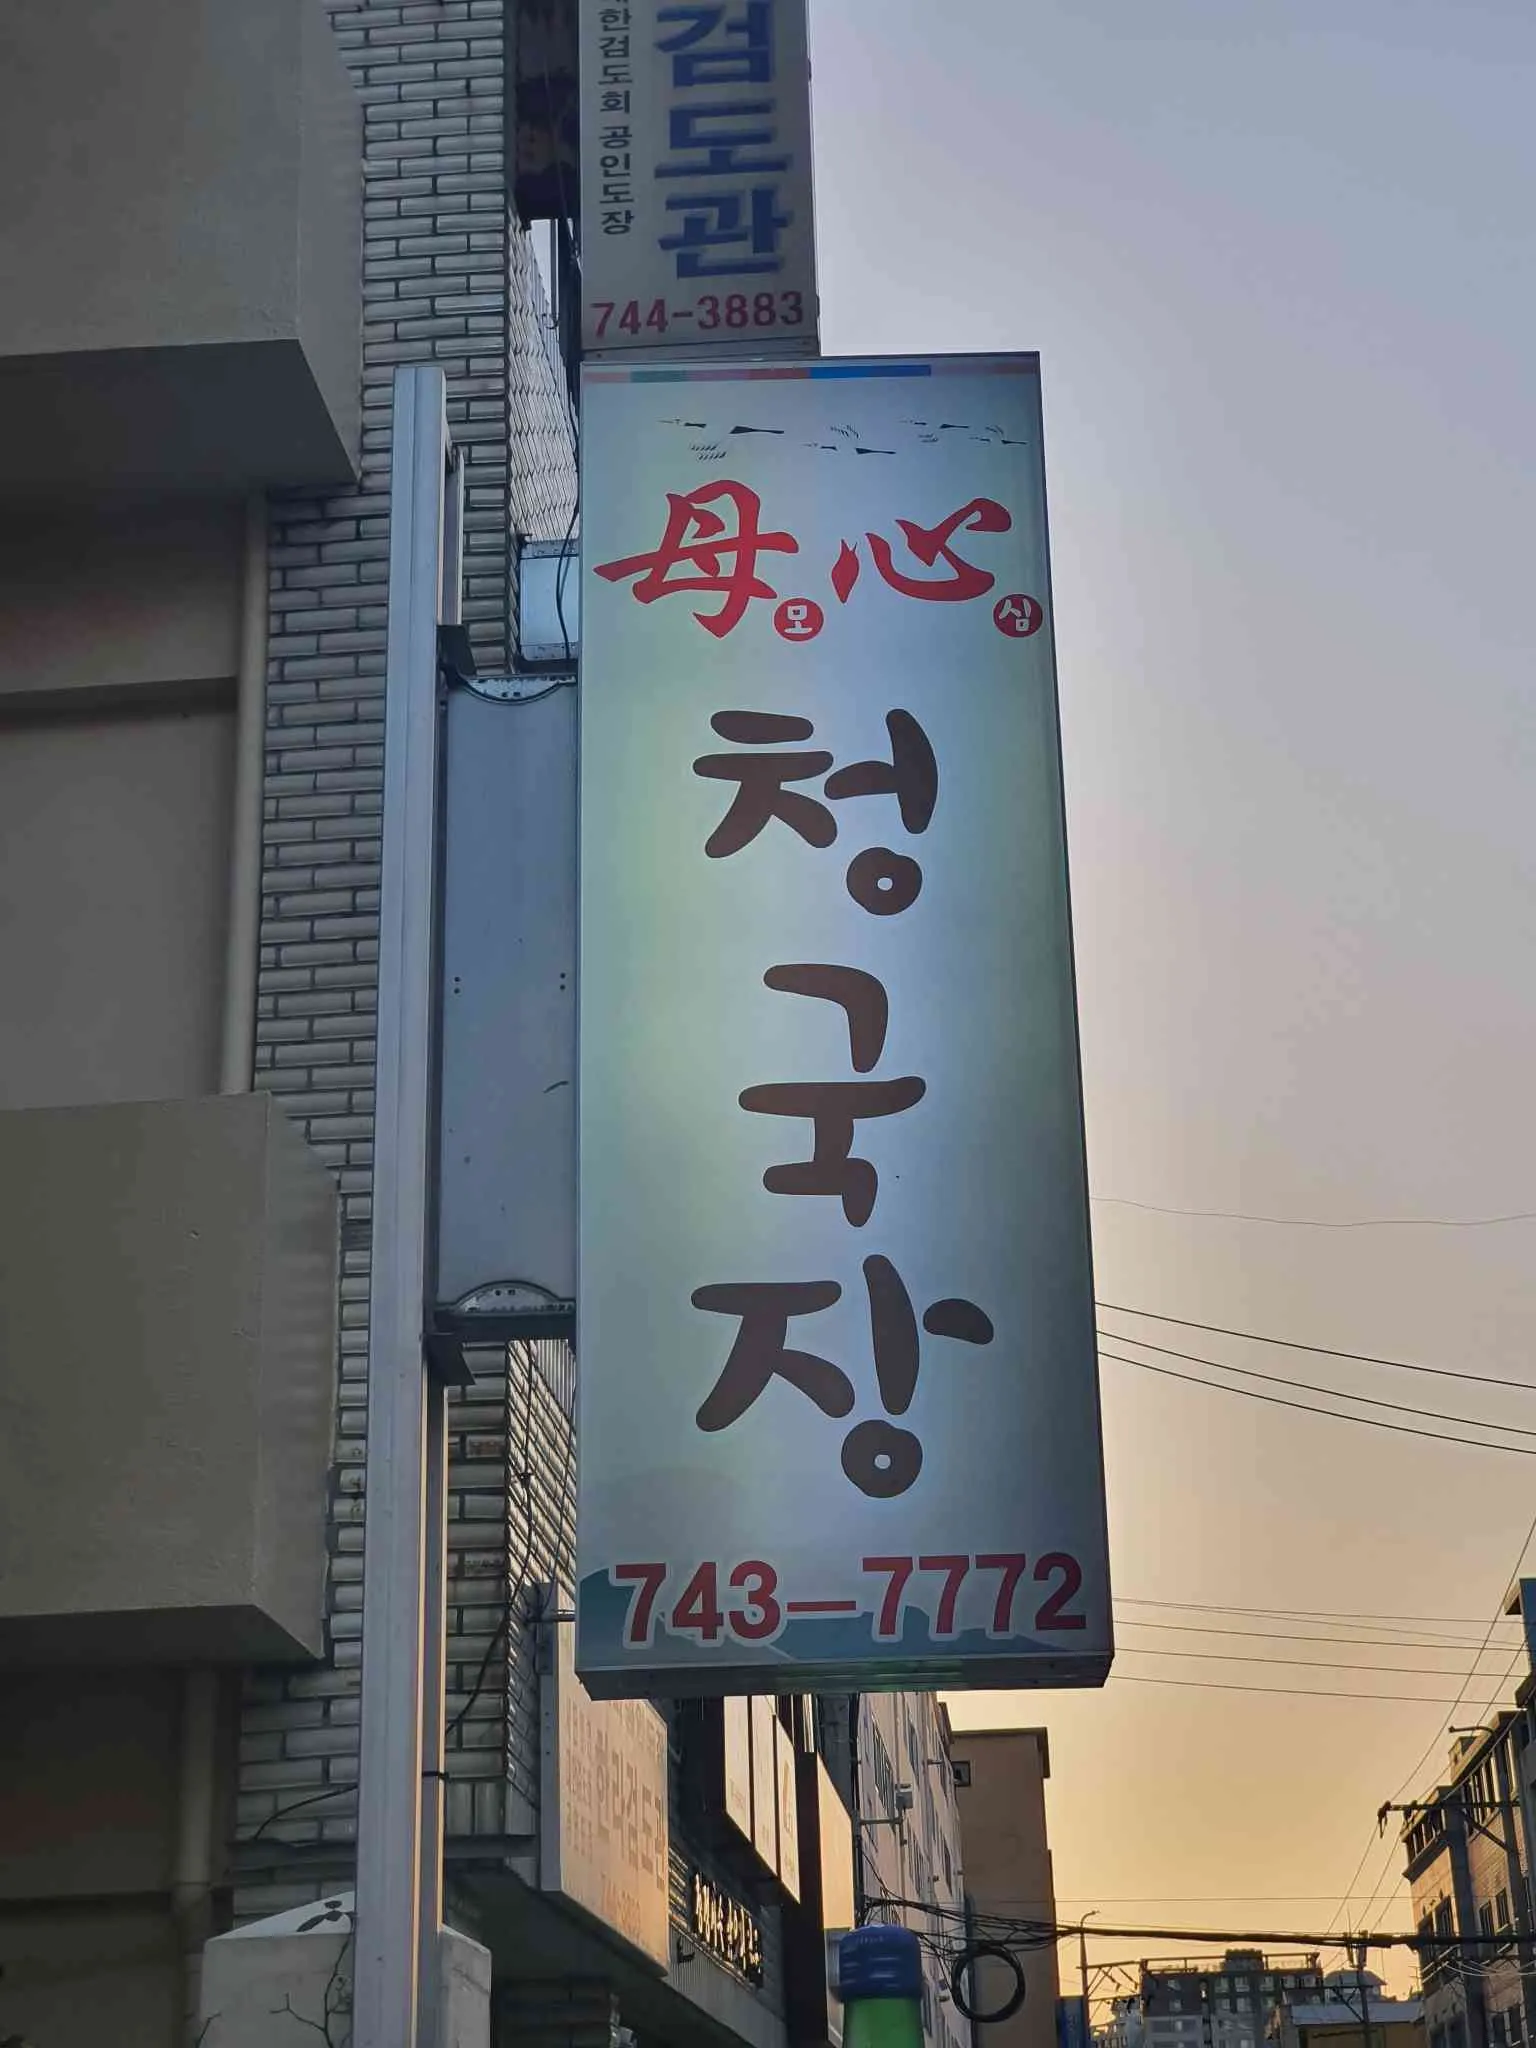 검도관
대한검도회 공인도장
744-3883
母心
모 심
청국장
743-7772